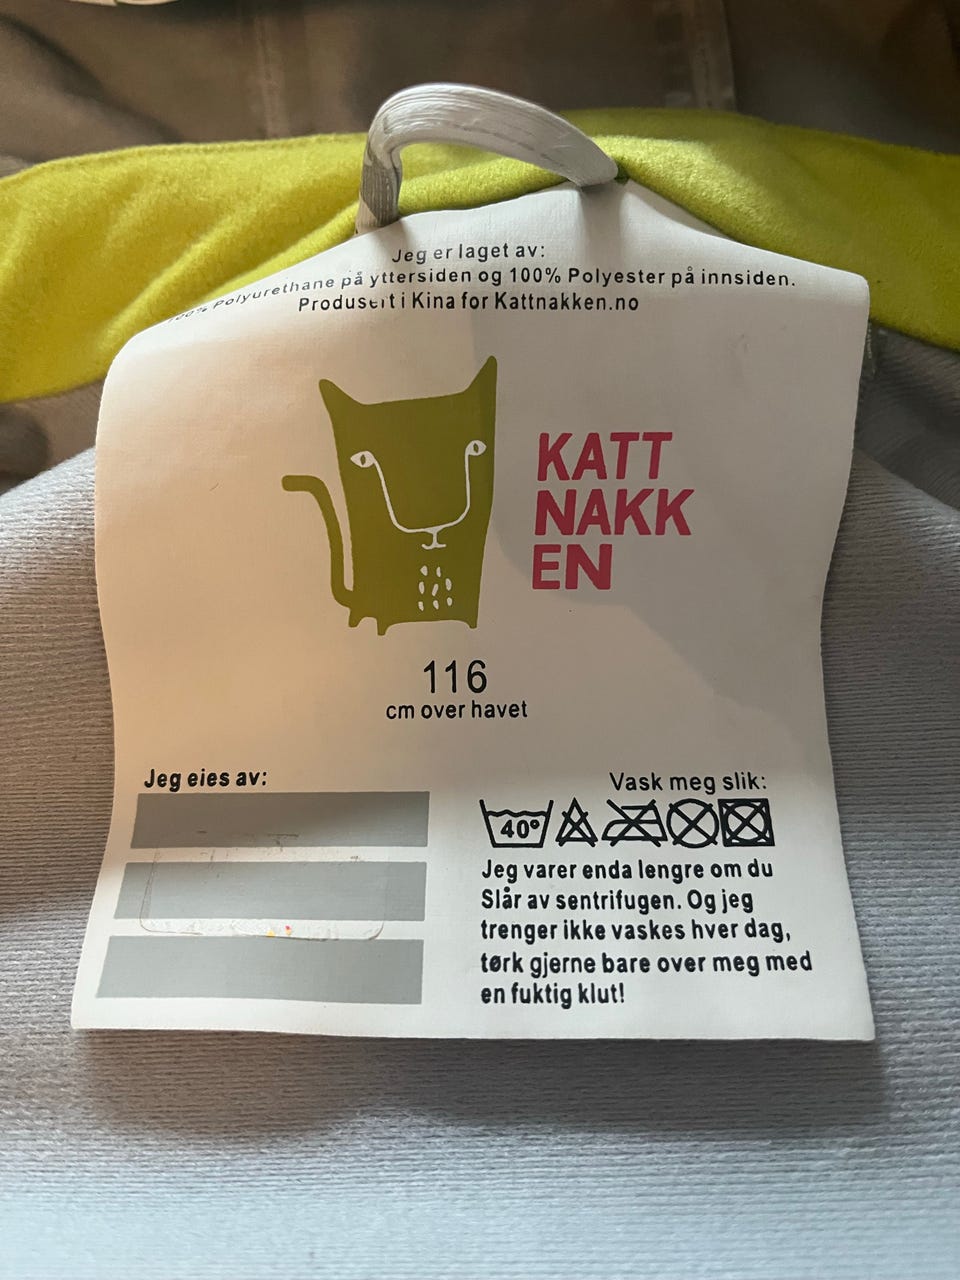 Jeg er laget av:
100% Polyurethane på yttersiden og 100% Polyester på innsiden.
Produsert i Kina for Kattnakken.no
KATT
NAKK
EN
116
cm over havet
Jeg eies av:
Vask meg slik:
40°
Jeg varer enda lengre om du
Slår av sentrifugen. Og jeg
trenger ikke vaskes hver dag,
tørk gjerne bare over meg med
en fuktig klut!